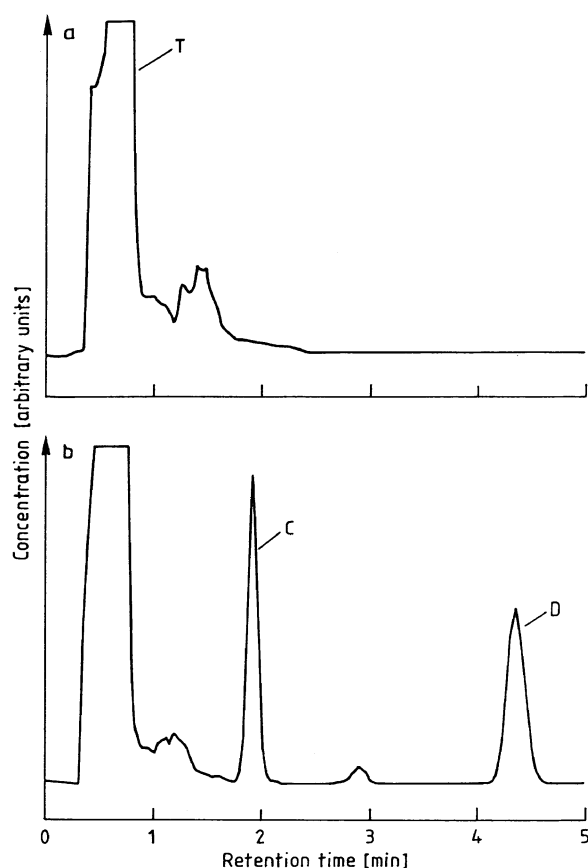 a
T
Concentration [arbitrary units]
b
C
D
0 1 2 3 4 5
Retention time [min]